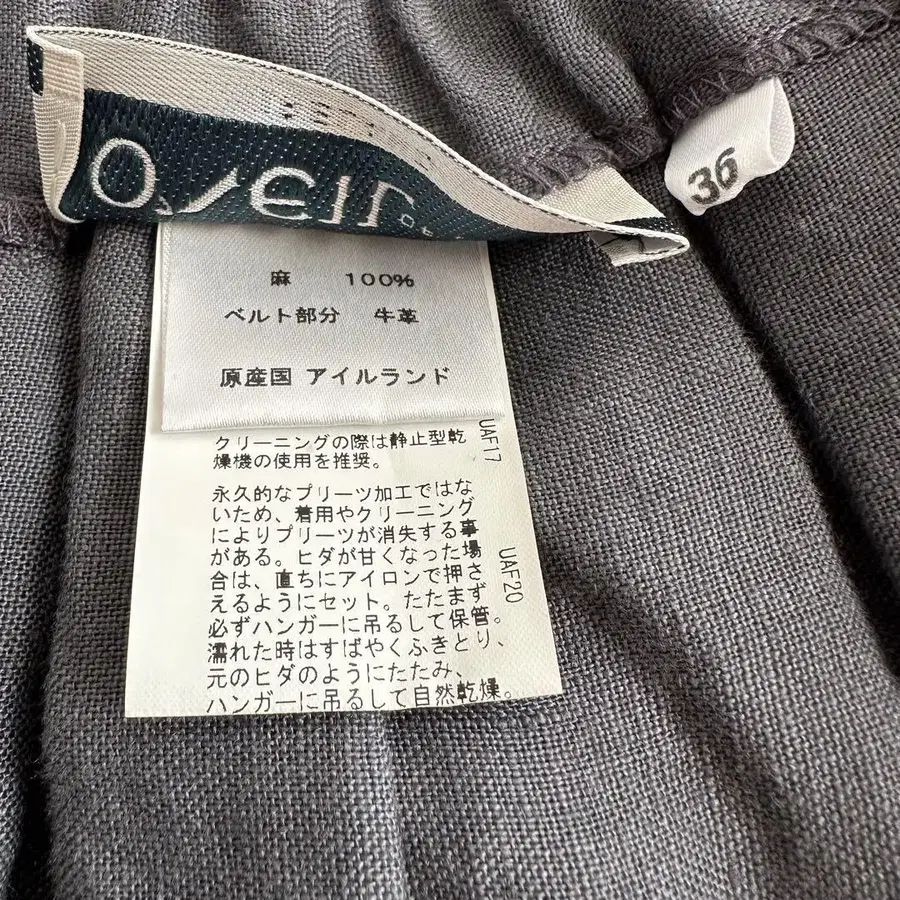 O'NEIL
36
麻 100%
ベルト部分 牛革
原産国 アイルランド
クリーニングの際は静止型乾
燥機の使用を推奨。
UAF17
永久的なプリーツ加工ではな
いため、着用やクリーニング
によりプリーツが消失する事
がある。ヒダが甘くなった場
合は、直ちにアイロンで押さ
えるようにセット。たたまず
必ずハンガーに吊るして保管。
濡れた時はすばやくふきとり、
元のヒダのようにたたみ、
ハンガーに吊るして自然乾燥。
UAF20